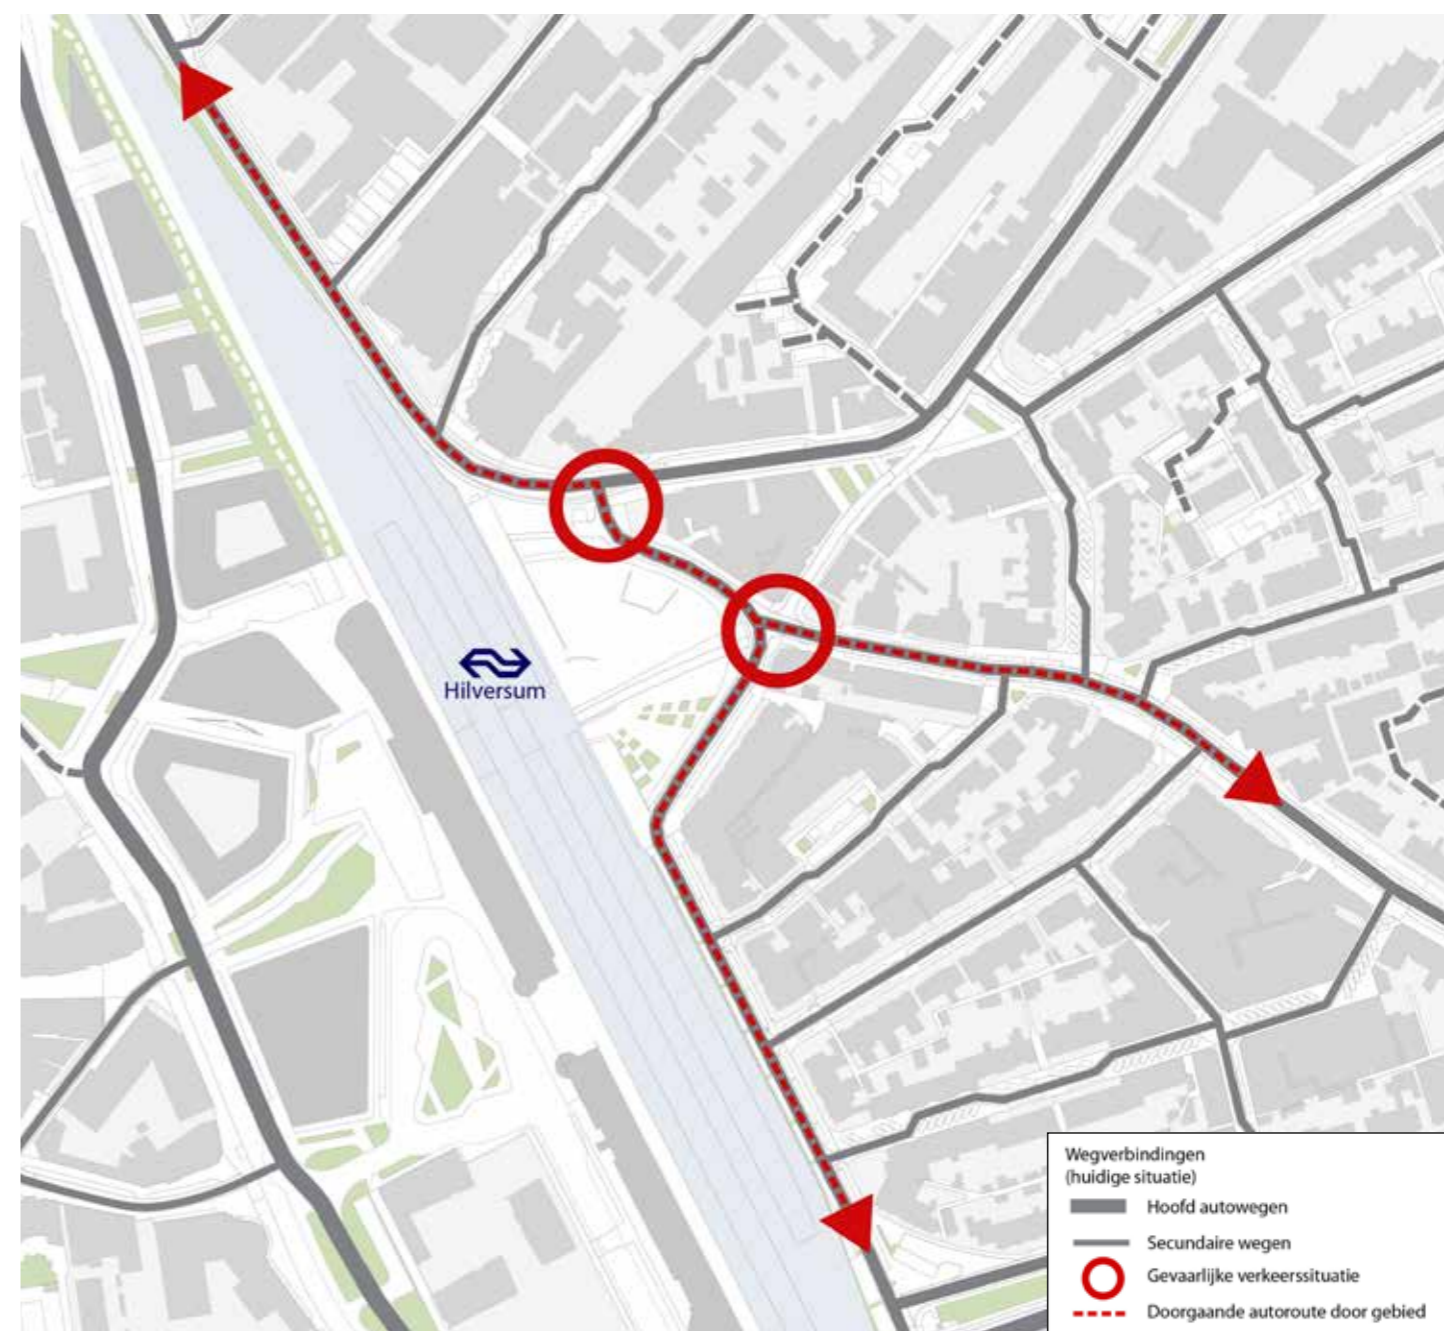 Hilversum
Wegverbindingen
(huidige situatie)
Hoofd autowegen
Secundaire wegen
Gevaarlijke verkeerssituatie
Doorgaande autoroute door gebied